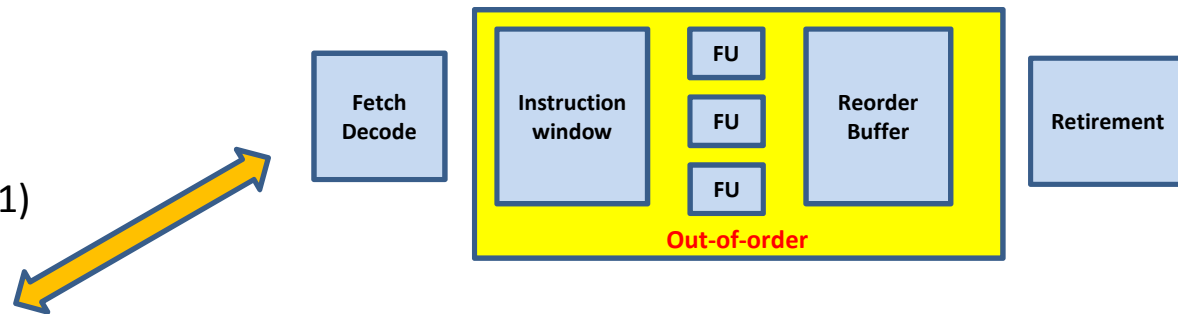 1)
Fetch
Decode
Instruction
window
FU
FU
FU
Reorder
Buffer
Out-of-order
Retirement